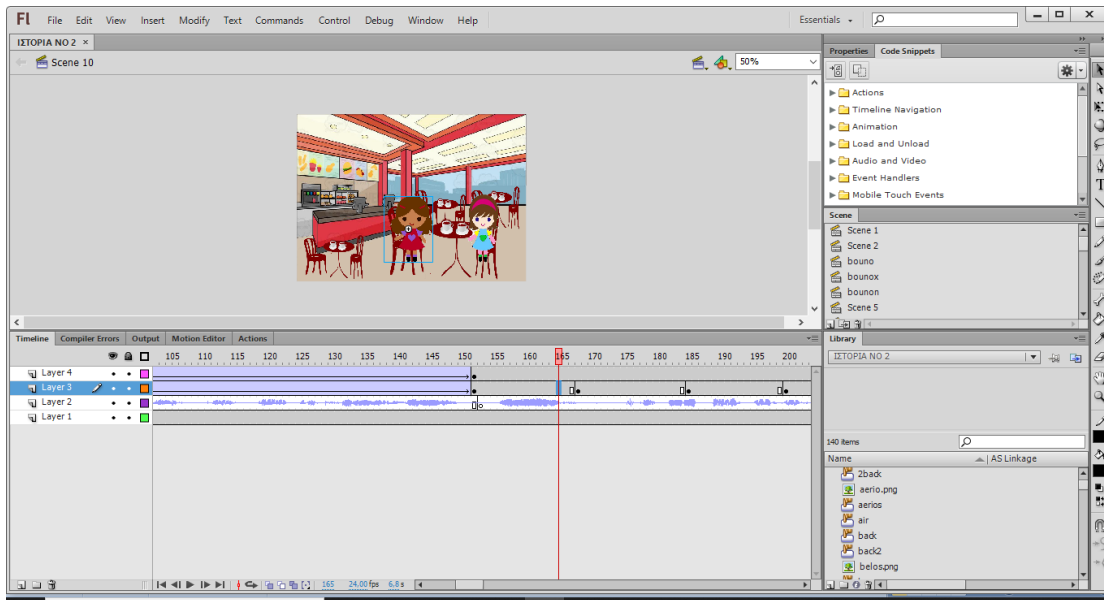 Fl File Edit View Insert Modify Text Commands Control Debug Window Help Essentials
ΙΣΤΟΡΙΑ ΝΟ 2 ×
Scene 10 50%
Properties Code Snippets
Actions
Timeline Navigation
Animation
Load and Unload
Audio and Video
Event Handlers
Mobile Touch Events
Scene
Scene 1
Scene 2
bouno
bounox
bounon
Scene 5
Timeline Compiler Errors Output Motion Editor Actions
105 110 115 120 125 130 135 140 145 150 155 160 165 170 175 180 185 190 195 200
Layer 4
Layer 3
Layer 2
Layer 1
165 24.00 fps 6.8 s
Library
ΙΣΤΟΡΙΑ ΝΟ 2
140 items
Name AS Linkage
2back
aerio.png
aerios
air
back
back2
belos.png